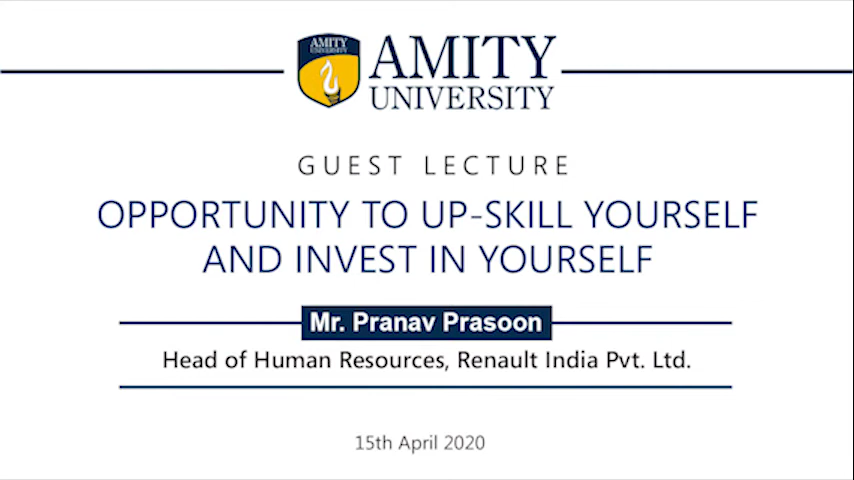 AMITY
UNIVERSITY
AMITY
UNIVERSITY
GUEST LECTURE
OPPORTUNITY TO UP-SKILL YOURSELF
AND INVEST IN YOURSELF
Mr. Pranav Prasoon
Head of Human Resources, Renault India Pvt. Ltd.
15th April 2020